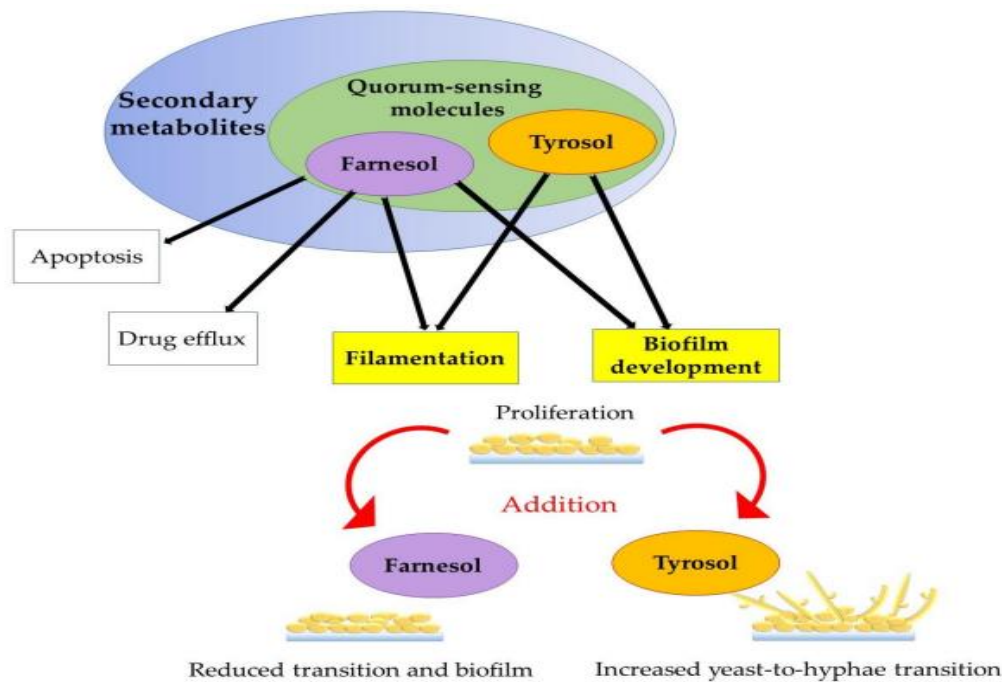 Quorum-sensing
molecules
Secondary
metabolites
Tyrosol
Farnesol
Apoptosis
Drug efflux
Filamentation
Biofilm
development
Proliferation
Addition
Farnesol
Tyrosol
Reduced transition and biofilm
Increased yeast-to-hyphae transition